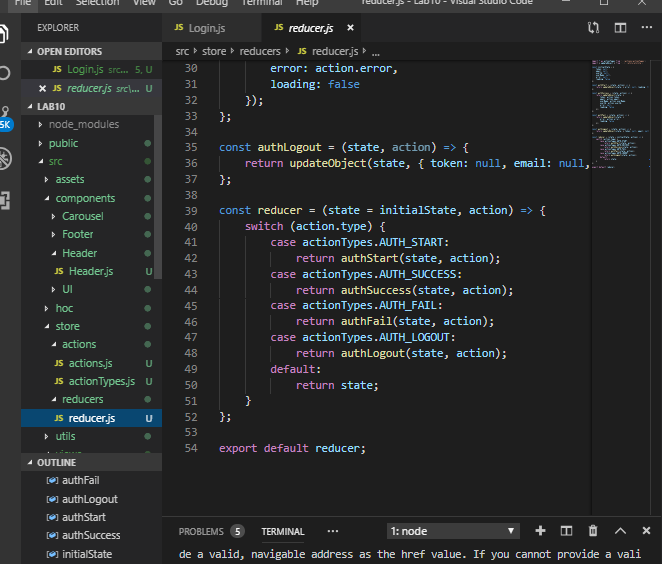 File Edit Selection View Go Debug Terminal Help reducer.js - Lab10 - Visual Studio Code
EXPLORER
OPEN EDITORS
JS Login.js src... 5, U
× JS reducer.js src\... U
LAB10
node_modules
public
src
assets
components
Carousel
Footer
Header
JS Header.js U
UI
hoc
store
actions
JS actions.js U
JS actionTypes.js U
reducers
JS reducer.js U
utils
OUTLINE
authFail
authLogout
authStart
authSuccess
initialState
5K
JS Login.js
JS reducer.js ×
src › store › reducers › JS reducer.js › ...
30 error: action.error,
31 loading: false
32 });
33 };
34
35 const authLogout = (state, action) => {
36 return updateObject(state, { token: null, email: null,
37 };
38
39 const reducer = (state = initialState, action) => {
40 switch (action.type) {
41 case actionTypes.AUTH_START:
42 return authStart(state, action);
43 case actionTypes.AUTH_SUCCESS:
44 return authSuccess(state, action);
45 case actionTypes.AUTH_FAIL:
46 return authFail(state, action);
47 case actionTypes.AUTH_LOGOUT:
48 return authLogout(state, action);
49 default:
50 return state;
51 }
52 };
53
54 export default reducer;
PROBLEMS 5 TERMINAL ... 1: node
de a valid, navigable address as the href value. If you cannot provide a vali